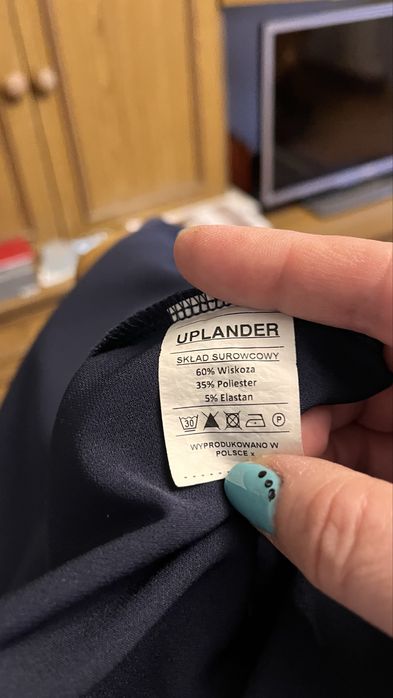 UPLANDER
SKŁAD SUROWCOWY
60% Wiskoza
35% Poliester
5% Elastan
30 P
WYPRODUKOWANO W
POLSCE x